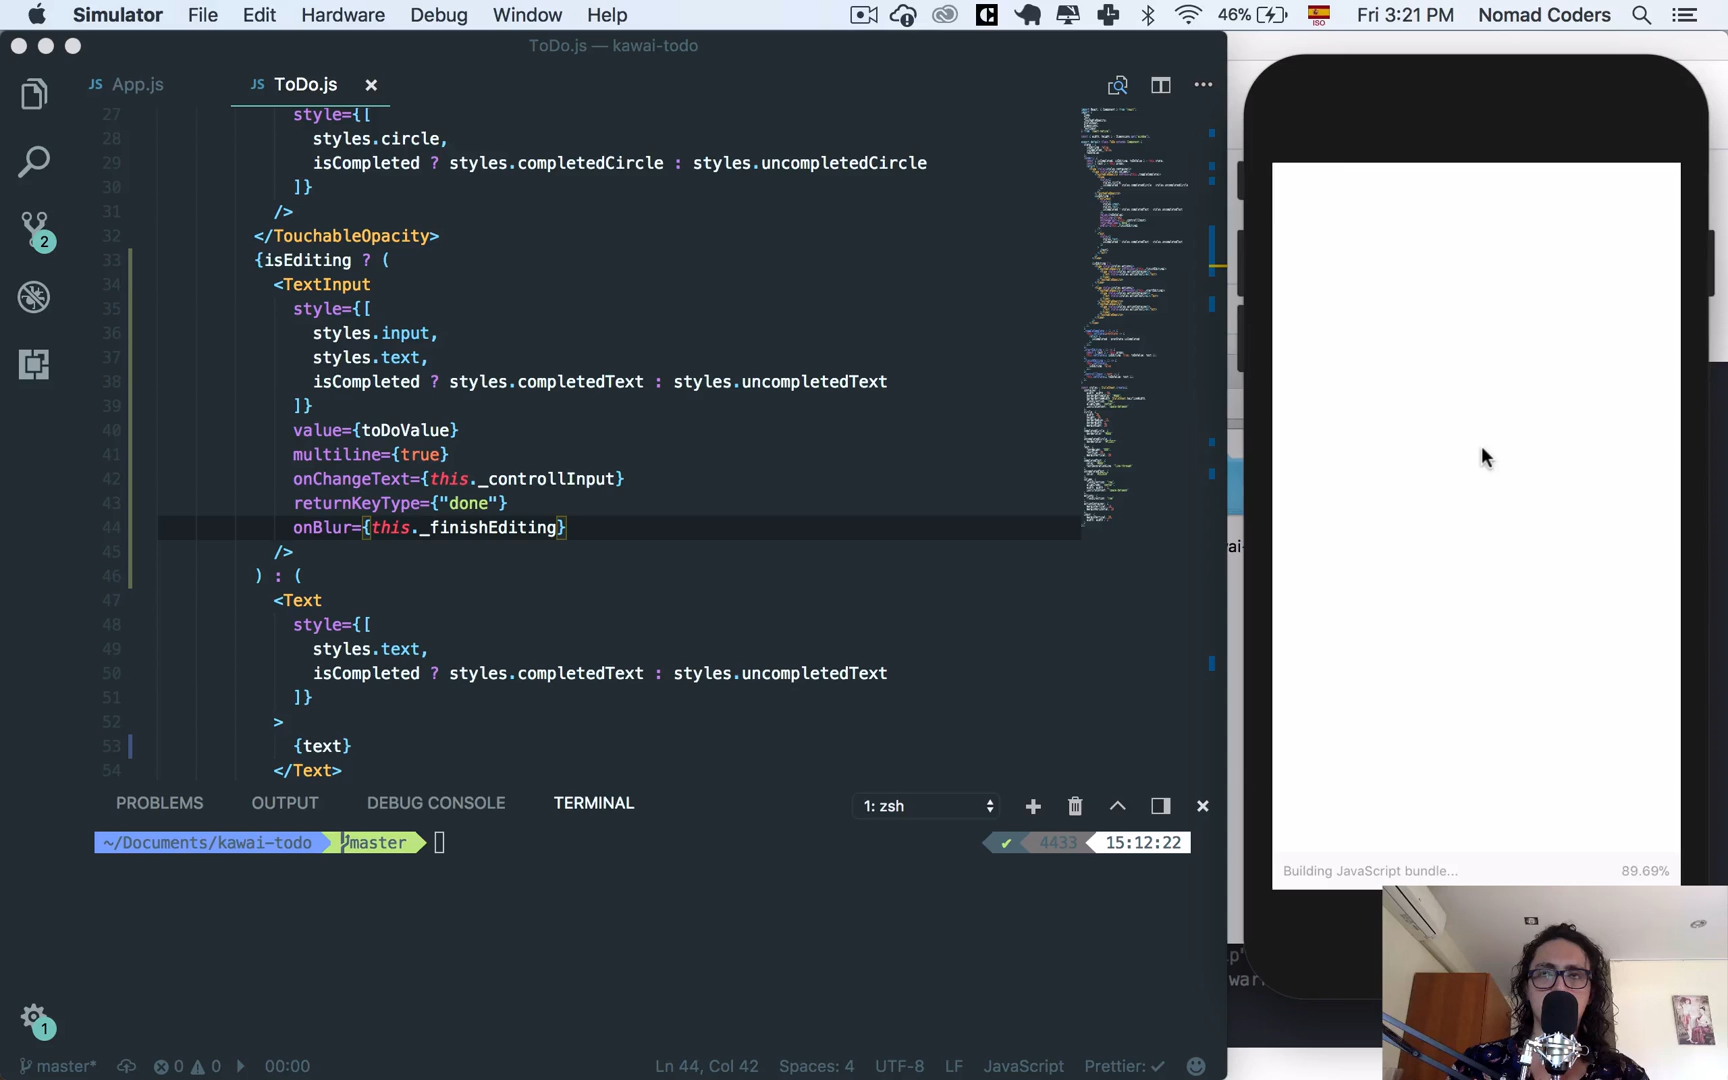 Simulator File Edit Hardware Debug Window Help 46% ISO Fri 3:21 PM Nomad Coders
ToDo.js — kawai-todo
JS App.js JS ToDo.js
27 style={[
28 styles.circle,
29 isCompleted ? styles.completedCircle : styles.uncompletedCircle
30 ]}
31 />
32 </TouchableOpacity>
33 {isEditing ? (
34 <TextInput
35 style={[
36 styles.input,
37 styles.text,
38 isCompleted ? styles.completedText : styles.uncompletedText
39 ]}
40 value={toDoValue}
41 multiline={true}
42 onChangeText={this._controllInput}
43 returnKeyType={"done"}
44 onBlur={this._finishEditing}
45 />
46 ) : (
47 <Text
48 style={[
49 styles.text,
50 isCompleted ? styles.completedText : styles.uncompletedText
51 ]}
52 >
53 {text}
54 </Text>
2
PROBLEMS OUTPUT DEBUG CONSOLE TERMINAL 1: zsh
~/Documents/kawai-todo master ✔ 4433 15:12:22
Building JavaScript bundle... 89.69%
1
master* 0 0 00:00 Ln 44, Col 42 Spaces: 4 UTF-8 LF JavaScript Prettier: ✓